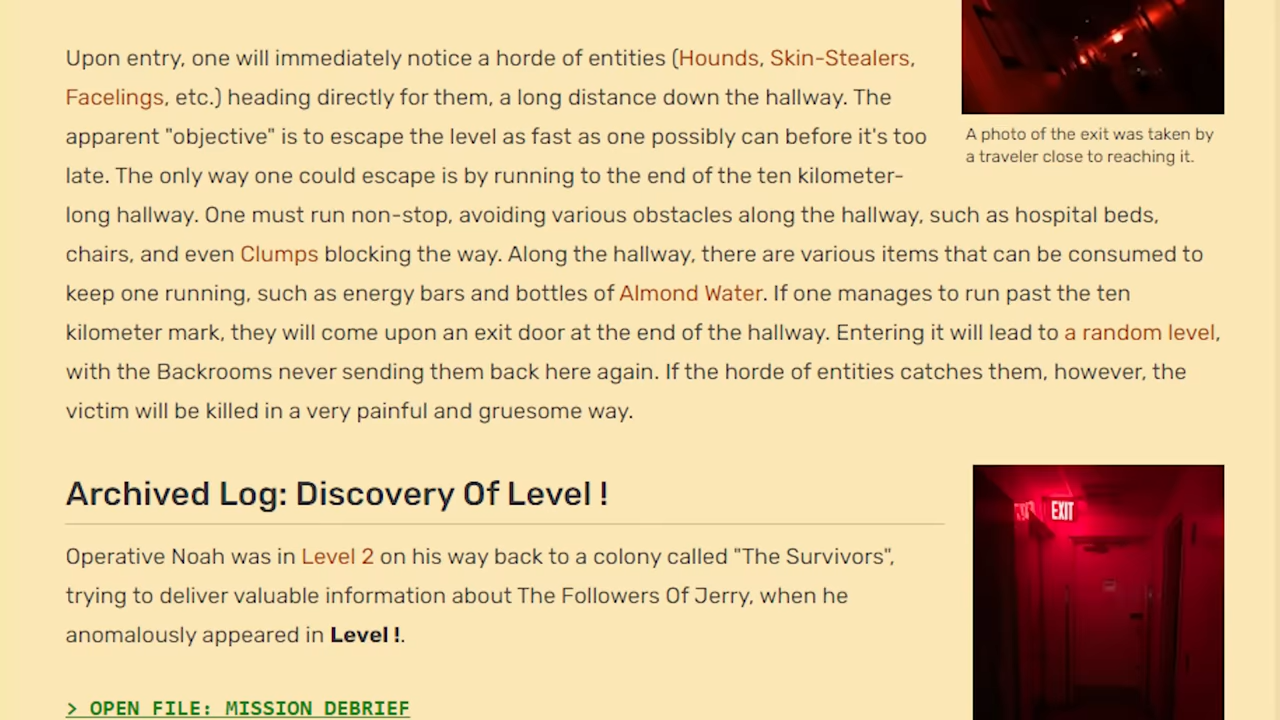 Upon entry, one will immediately notice a horde of entities (Hounds, Skin-Stealers,
Facelings, etc.) heading directly for them, a long distance down the hallway. The
apparent "objective" is to escape the level as fast as one possibly can before it's too
late. The only way one could escape is by running to the end of the ten kilometer-
long hallway. One must run non-stop, avoiding various obstacles along the hallway, such as hospital beds,
chairs, and even Clumps blocking the way. Along the hallway, there are various items that can be consumed to
keep one running, such as energy bars and bottles of Almond Water. If one manages to run past the ten
kilometer mark, they will come upon an exit door at the end of the hallway. Entering it will lead to a random level,
with the Backrooms never sending them back here again. If the horde of entities catches them, however, the
victim will be killed in a very painful and gruesome way.
A photo of the exit was taken by
a traveler close to reaching it.
Archived Log: Discovery Of Level !
Operative Noah was in Level 2 on his way back to a colony called "The Survivors",
trying to deliver valuable information about The Followers Of Jerry, when he
anomalously appeared in Level !.
> OPEN FILE: MISSION DEBRIEF
EXIT